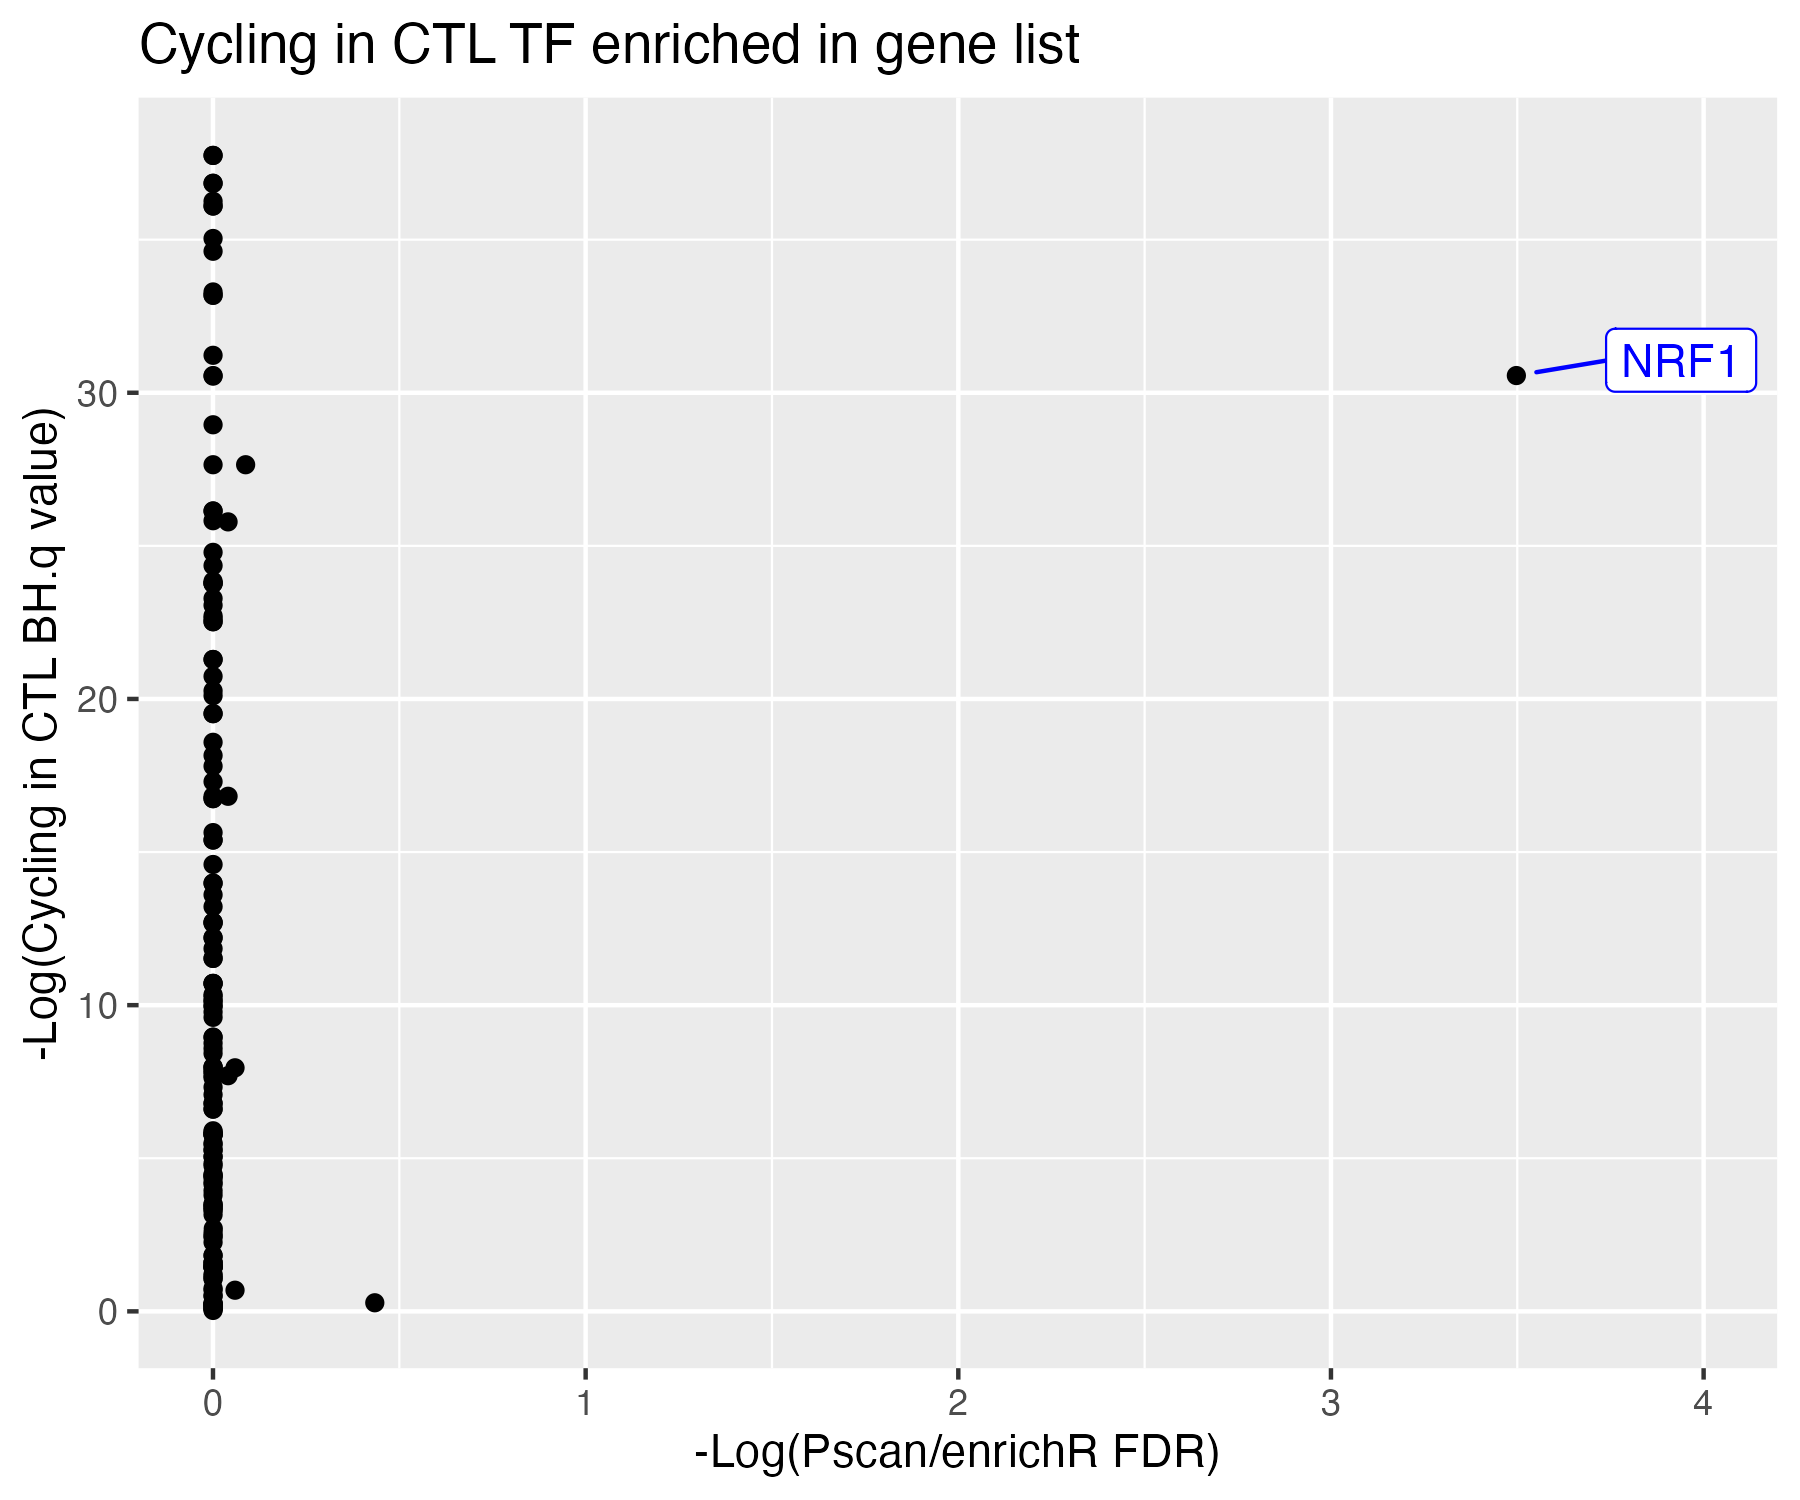 Cycling in CTL TF enriched in gene list
-Log(Cycling in CTL BH.q value)
30
20
10
0
NRF1
0 1 2 3 4
-Log(Pscan/enrichR FDR)